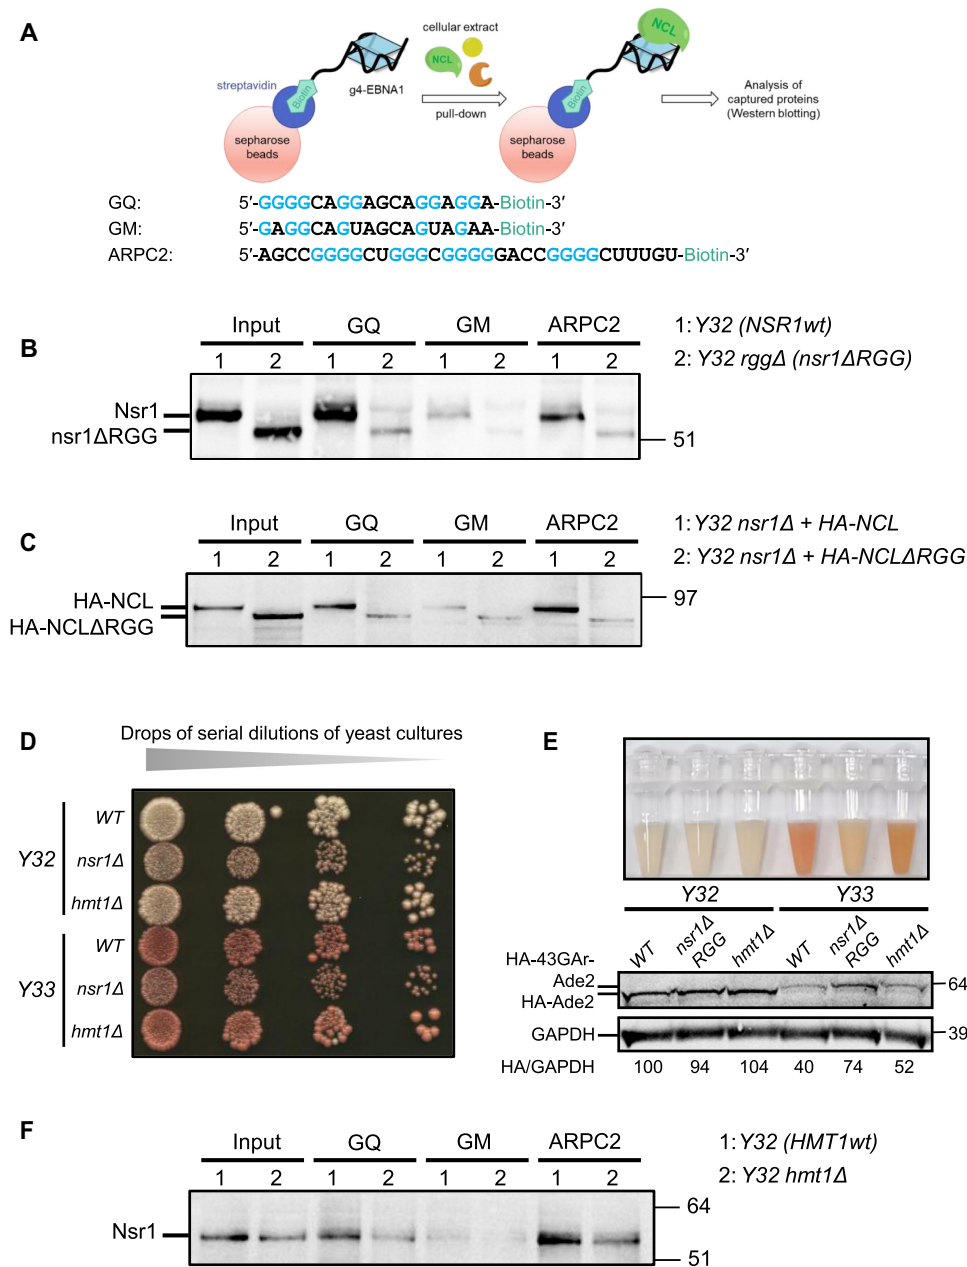 A
cellular extract
NCL
NCL
streptavidin
Biotin
g4-EBNA1
pull-down
Biotin
sepharose
beads
sepharose
beads
Analysis of
captured proteins
(Western blotting)
GQ: 5′-GGGGCAGGAGCAGGAGGA-Biotin-3′
GM: 5′-GAGGCAGUAGCAGUAGAA-Biotin-3′
ARPC2: 5′-AGCCGGGGCUGGGCGGGGGACCGGGGCUUUGU-Biotin-3′
B
Input GQ GM ARPC2
1 2 1 2 1 2 1 2
1: Y32 (NSR1wt)
2: Y32 rggΔ (nsr1ΔRGG)
Nsr1
nsr1ΔRGG
51
C
Input GQ GM ARPC2
1 2 1 2 1 2 1 2
1: Y32 nsr1Δ + HA-NCL
2: Y32 nsr1Δ + HA-NCLΔRGG
HA-NCL
HA-NCLΔRGG
97
D
Drops of serial dilutions of yeast cultures
Y32
WT
nsr1Δ
hmt1Δ
Y33
WT
nsr1Δ
hmt1Δ
E
Y32 Y33
WT nsr1Δ RGG hmt1Δ WT nsr1Δ RGG hmt1Δ
HA-43GAr-
Ade2
HA-Ade2
64
GAPDH
39
HA/GAPDH 100 94 104 40 74 52
F
Input GQ GM ARPC2
1 2 1 2 1 2 1 2
1: Y32 (HMT1wt)
2: Y32 hmt1Δ
Nsr1
64
51